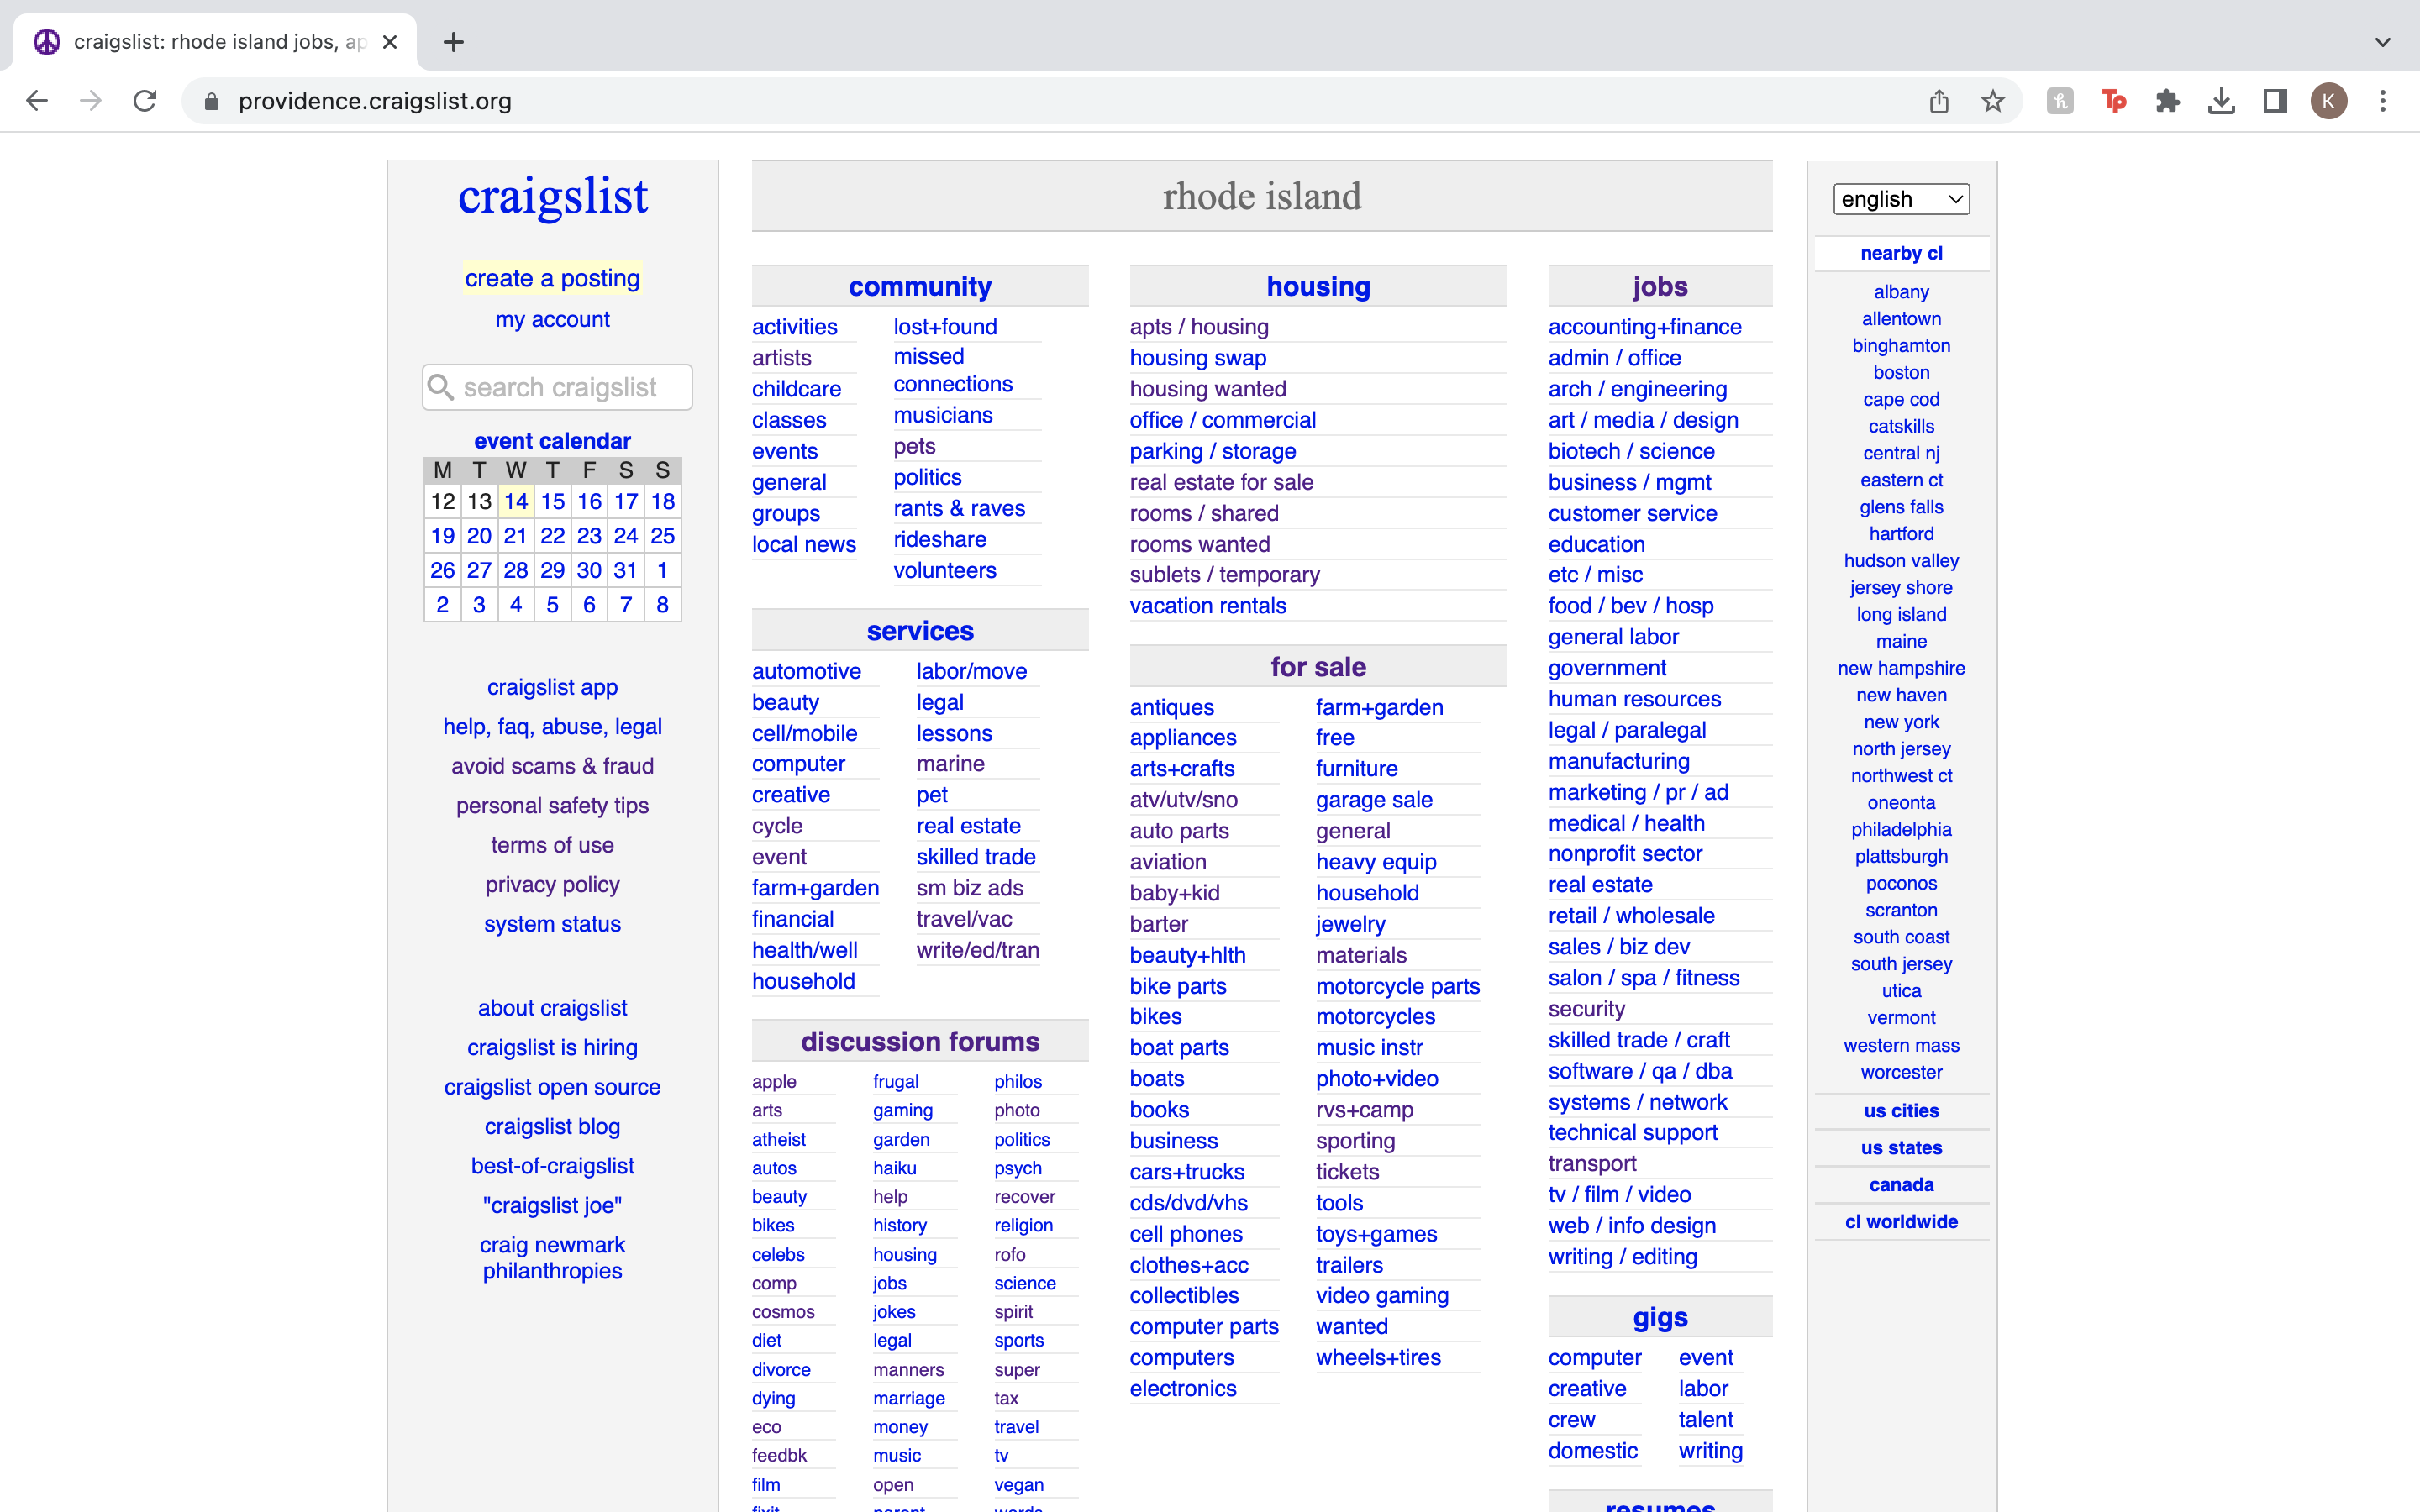 craigslist: rhode island jobs, ap
providence.craigslist.org
Tp
K
craigslist
create a posting
my account
search craigslist
event calendar
M T W T F S S
12 13 14 15 16 17 18
19 20 21 22 23 24 25
26 27 28 29 30 31 1
2 3 4 5 6 7 8
craigslist app
help, faq, abuse, legal
avoid scams & fraud
personal safety tips
terms of use
privacy policy
system status
about craigslist
craigslist is hiring
craigslist open source
craigslist blog
best-of-craigslist
"craigslist joe"
craig newmark
philanthropies
rhode island
community
activities
artists
childcare
classes
events
general
groups
local news
lost+found
missed
connections
musicians
pets
politics
rants & raves
rideshare
volunteers
services
automotive
beauty
cell/mobile
computer
creative
cycle
event
farm+garden
financial
health/well
household
labor/move
legal
lessons
marine
pet
real estate
skilled trade
sm biz ads
travel/vac
write/ed/tran
discussion forums
apple
arts
atheist
autos
beauty
bikes
celebs
comp
cosmos
diet
divorce
dying
eco
feedbk
film
frugal
gaming
garden
haiku
help
history
housing
jobs
jokes
legal
manners
marriage
money
music
open
philos
photo
politics
psych
recover
religion
rofo
science
spirit
sports
super
tax
travel
tv
vegan
housing
apts / housing
housing swap
housing wanted
office / commercial
parking / storage
real estate for sale
rooms / shared
rooms wanted
sublets / temporary
vacation rentals
for sale
antiques
appliances
arts+crafts
atv/utv/sno
auto parts
aviation
baby+kid
barter
beauty+hlth
bike parts
bikes
boat parts
boats
books
business
cars+trucks
cds/dvd/vhs
cell phones
clothes+acc
collectibles
computer parts
computers
electronics
farm+garden
free
furniture
garage sale
general
heavy equip
household
jewelry
materials
motorcycle parts
motorcycles
music instr
photo+video
rvs+camp
sporting
tickets
tools
toys+games
trailers
video gaming
wanted
wheels+tires
jobs
accounting+finance
admin / office
arch / engineering
art / media / design
biotech / science
business / mgmt
customer service
education
etc / misc
food / bev / hosp
general labor
government
human resources
legal / paralegal
manufacturing
marketing / pr / ad
medical / health
nonprofit sector
real estate
retail / wholesale
sales / biz dev
salon / spa / fitness
security
skilled trade / craft
software / qa / dba
systems / network
technical support
transport
tv / film / video
web / info design
writing / editing
gigs
computer
creative
crew
domestic
event
labor
talent
writing
resumes
english
nearby cl
albany
allentown
binghamton
boston
cape cod
catskills
central nj
eastern ct
glens falls
hartford
hudson valley
jersey shore
long island
maine
new hampshire
new haven
new york
north jersey
northwest ct
oneonta
philadelphia
plattsburgh
poconos
scranton
south coast
south jersey
utica
vermont
western mass
worcester
us cities
us states
canada
cl worldwide